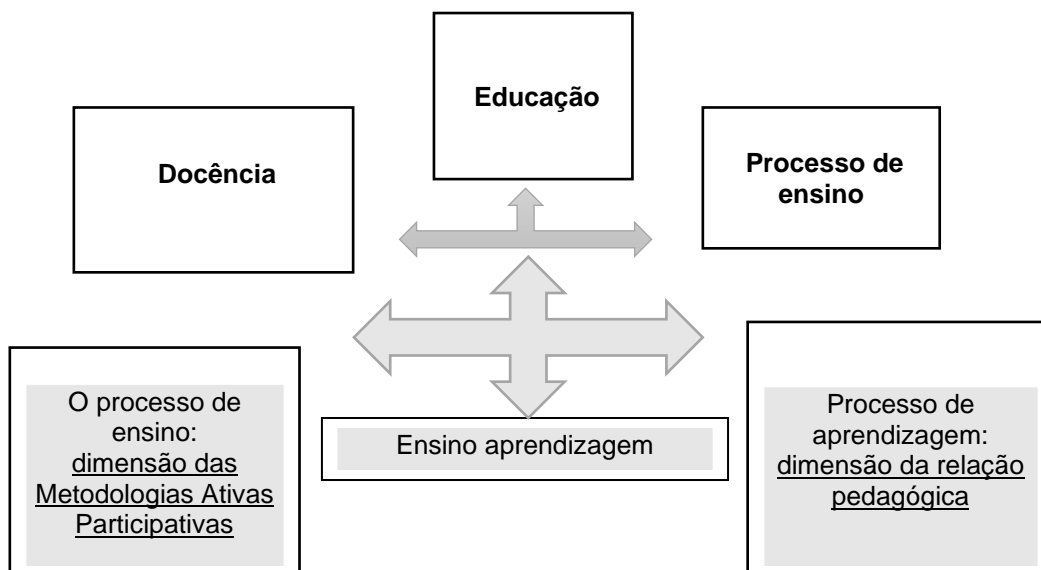 Educação
Docência
Processo de
ensino
O processo de
ensino:
dimensão das
Metodologias Ativas
Participativas
Ensino aprendizagem
Processo de
aprendizagem:
dimensão da relação
pedagógica